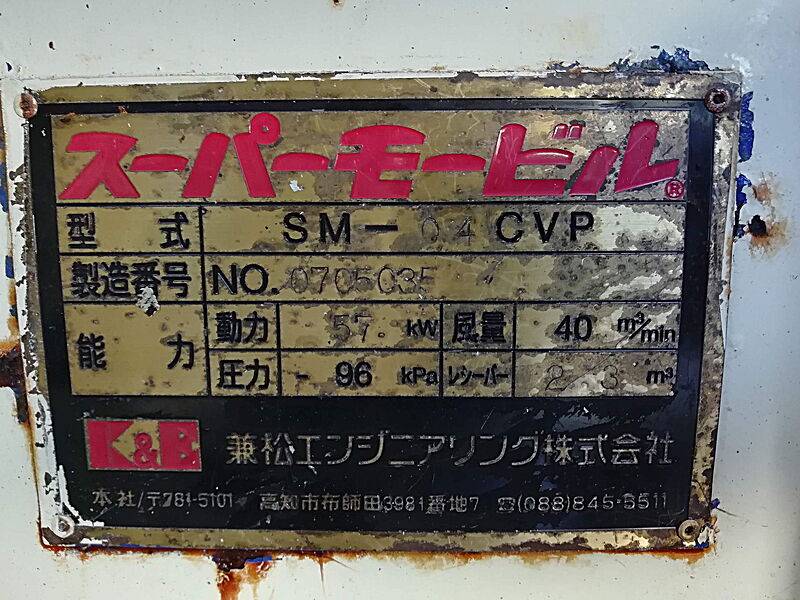 スーパーモービル®
型式 SM-04CVP
製造番号 NO.0705035
能力 動力 57 kW 風量 40 m³/min
圧力 -96 kPa レシーバー 2.3 m³
K&E 兼松エンジニアリング株式会社
本社/〒781-5101 高知市布師田3981番地7 ☎(088)845-5511